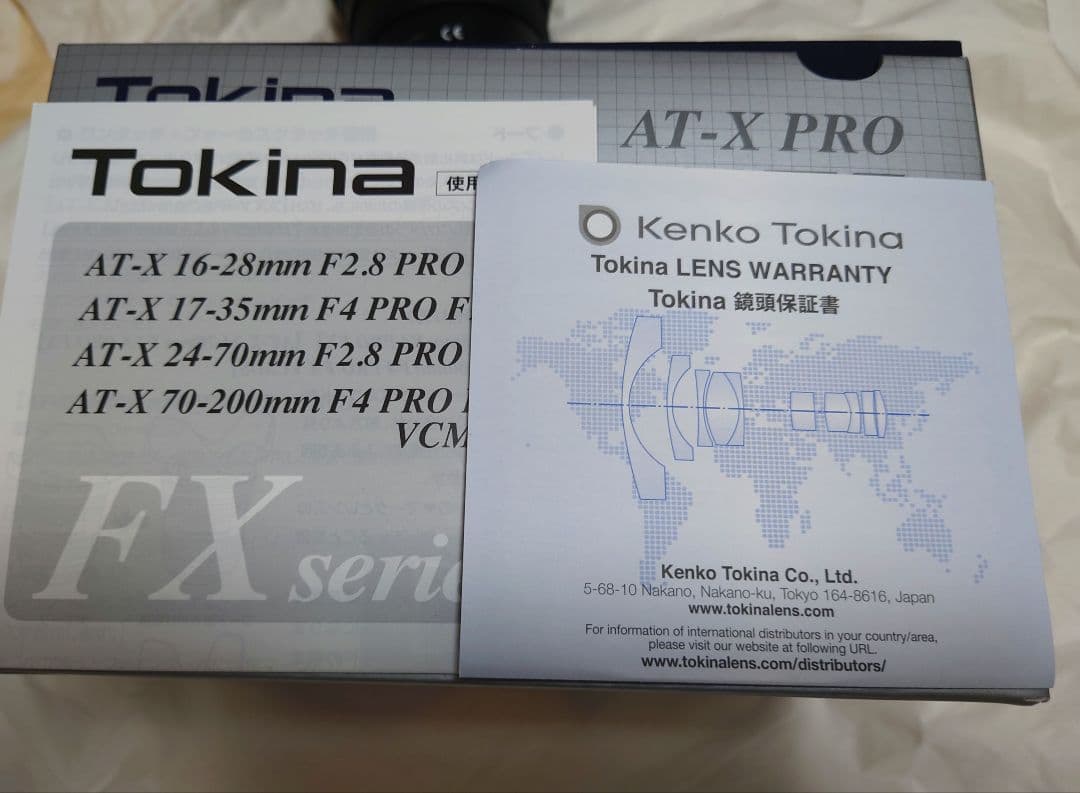 CE
Tokina
AT-X PRO
Tokina 使用
AT-X 16-28mm F2.8 PRO
AT-X 17-35mm F4 PRO F
AT-X 24-70mm F2.8 PRO
AT-X 70-200mm F4 PRO
VCM
FX serie
Kenko Tokina
Tokina LENS WARRANTY
Tokina 鏡頭保証書
Kenko Tokina Co., Ltd.
5-68-10 Nakano, Nakano-ku, Tokyo 164-8616, Japan
www.tokinalens.com
For information of international distributors in your country/area,
please visit our website at following URL.
www.tokinalens.com/distributors/